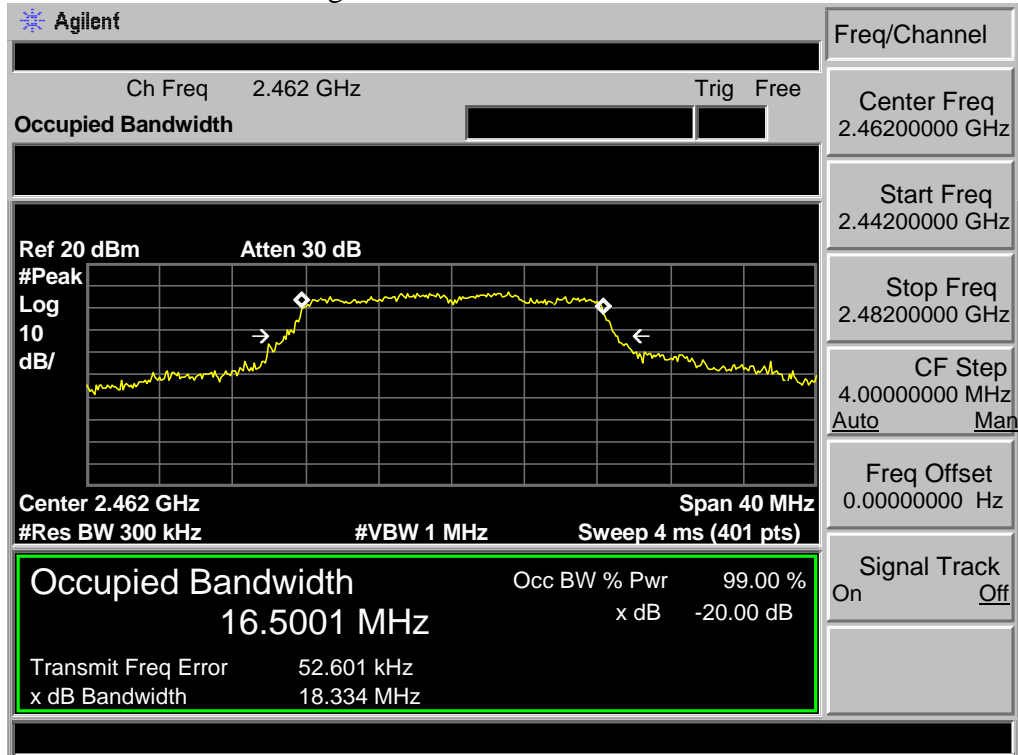 Agilent
Freq/Channel
Ch Freq 2.462 GHz Trig Free
Occupied Bandwidth
Center Freq
2.46200000 GHz
Start Freq
2.44200000 GHz
Stop Freq
2.48200000 GHz
CF Step
4.00000000 MHz
Auto Man
Freq Offset
0.00000000 Hz
Signal Track
On Off
Ref 20 dBm Atten 30 dB
#Peak
Log
10
dB/
Center 2.462 GHz Span 40 MHz
#Res BW 300 kHz #VBW 1 MHz Sweep 4 ms (401 pts)
Occupied Bandwidth
16.5001 MHz
Occ BW % Pwr 99.00 %
x dB -20.00 dB
Transmit Freq Error 52.601 kHz
x dB Bandwidth 18.334 MHz